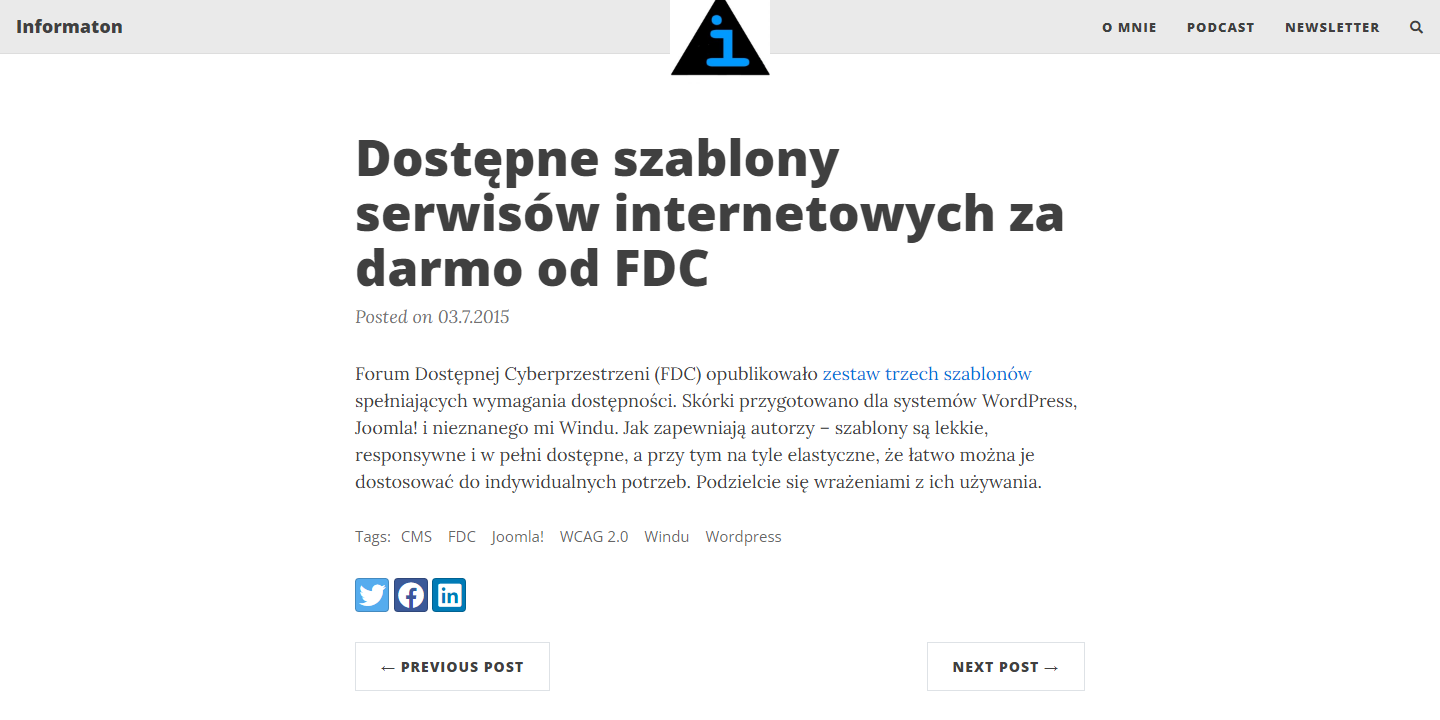 Informaton
i
O MNIE
PODCAST
NEWSLETTER
Dostępne szablony
serwisów internetowych za
darmo od FDC
Posted on 03.7.2015
Forum Dostępnej Cyberprzestrzeni (FDC) opublikowało zestaw trzech szablonów
spełniających wymagania dostępności. Skórki przygotowano dla systemów WordPress,
Joomla! i nieznanego mi Windu. Jak zapewniają autorzy – szablony są lekkie,
responsywne i w pełni dostępne, a przy tym na tyle elastyczne, że łatwo można je
dostosować do indywidualnych potrzeb. Podzielcie się wrażeniami z ich używania.
Tags: CMS FDC Joomla! WCAG 2.0 Windu Wordpress
← PREVIOUS POST
NEXT POST →